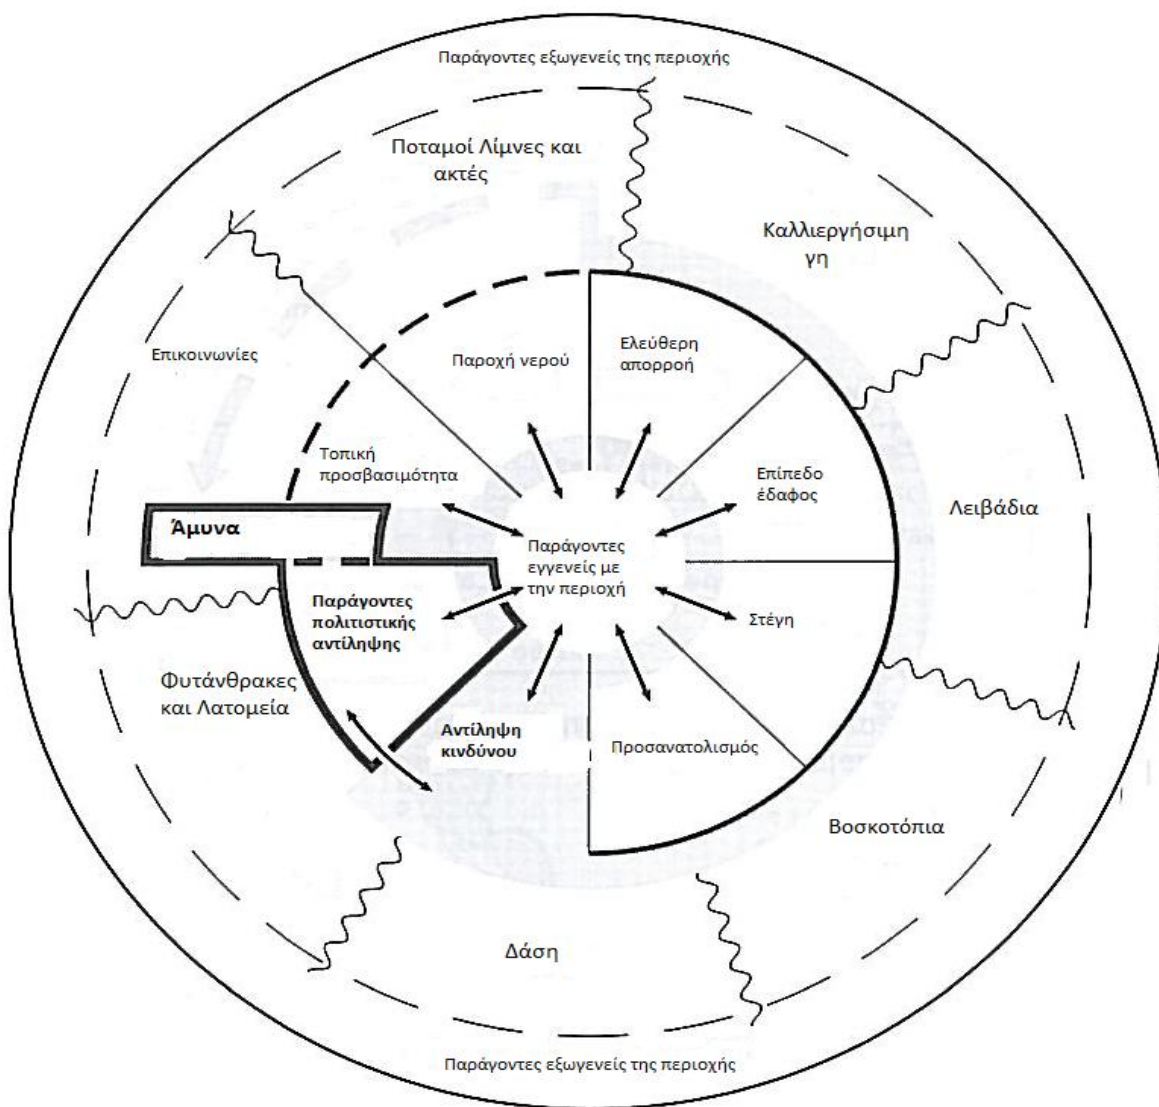 Παράγοντες εξωγενείς της περιοχής
Ποταμοί Λίμνες και
ακτές
Καλλιεργήσιμη
γη
Επικοινωνίες
Παροχή νερού
Ελεύθερη
απορροή
Τοπική
προσβασιμότητα
Επίπεδο
έδαφος
Λειβάδια
Άμυνα
Παράγοντες
εγγενείς με
την περιοχή
Παράγοντες
πολιτιστικής
αντίληψης
Στέγη
Φυτάνθρακες
και Λατομεία
Αντίληψη
κινδύνου
Προσανατολισμός
Βοσκοτόπια
Δάση
Παράγοντες εξωγενείς της περιοχής